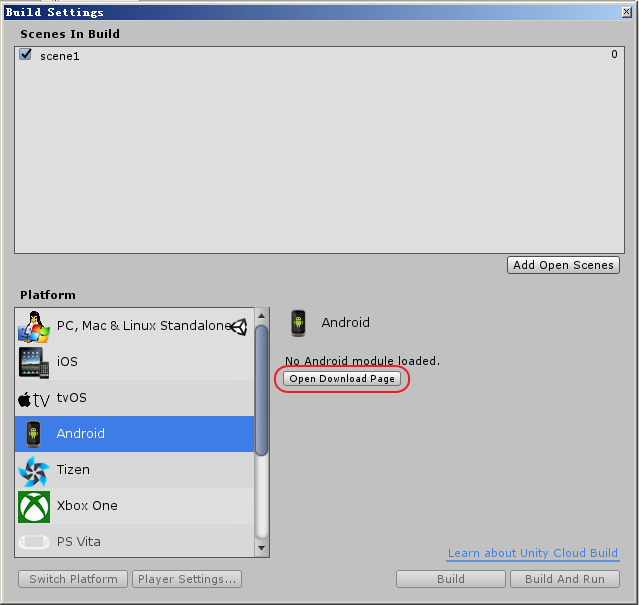 Build Settings
Scenes In Build
scene1 0
Add Open Scenes
Platform
PC, Mac & Linux Standalone
iOS
tv tvOS
Android
Tizen
Xbox One
PS Vita
Android
No Android module loaded.
Open Download Page
Learn about Unity Cloud Build
Switch Platform Player Settings... Build Build And Run